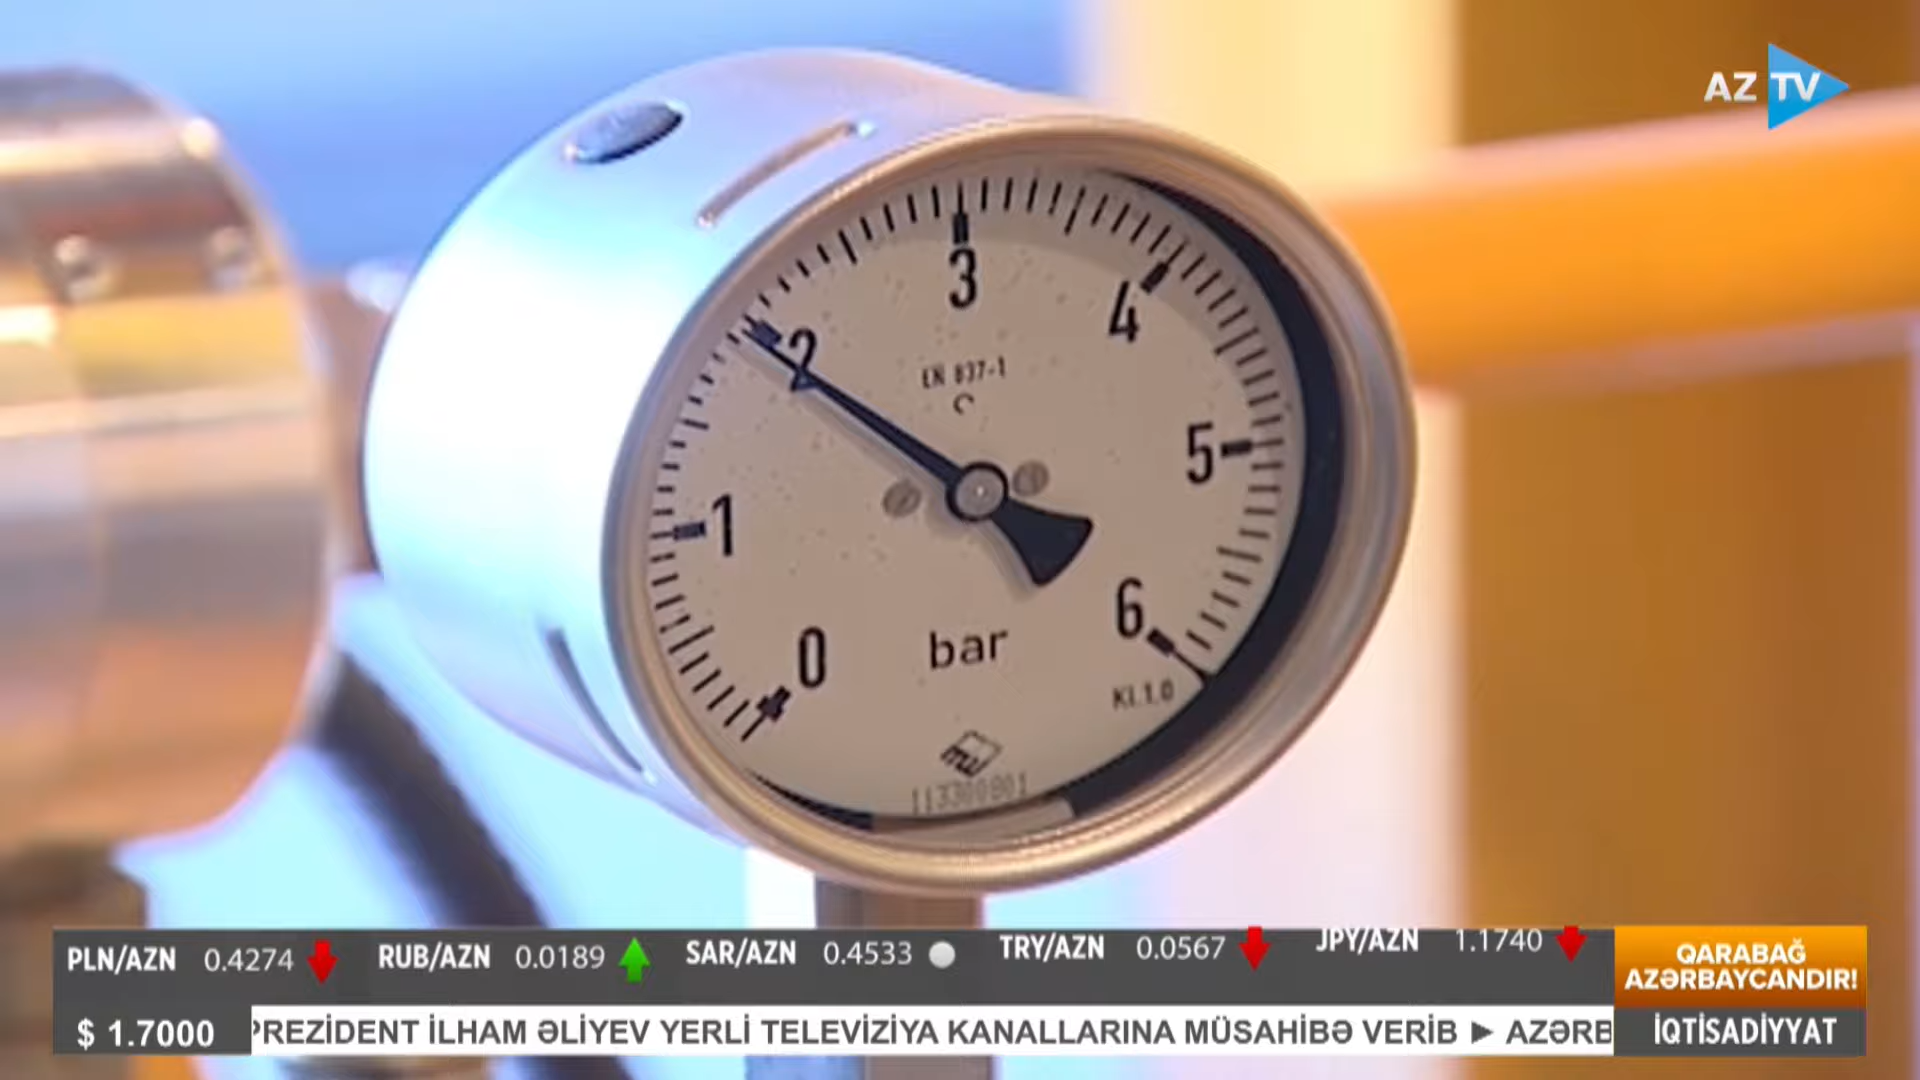 AZ TV
3
2
4
EN 837-1
5
1
6
0
bar
Kl.1.0
mw
113300801
PLN/AZN 0.4274 RUB/AZN 0.0189 SAR/AZN 0.4533 TRY/AZN 0.0567 JPY/AZN 1.1740
QARABAĞ
AZƏRBAYCANDIR!
$ 1.7000
PREZİDENT İLHAM ƏLİYEV YERLİ TELEVİZİYA KANALLARINA MÜSAHİBƏ VERİB ► AZƏRB
İQTİSADİYYAT